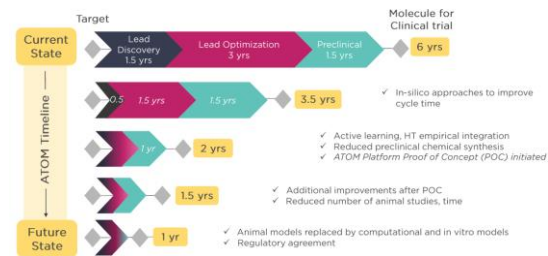 Target
Molecule for
Clinical trial
Current
State
Lead
Discovery
1.5 yrs
Lead Optimization
3 yrs
Preclinical
1.5 yrs
6 yrs
ATOM Timeline
0.5
1.5 yrs
1.5 yrs
3.5 yrs
✓ In-silico approaches to improve
cycle time
1 yr
2 yrs
✓ Active learning, HT empirical integration
✓ Reduced preclinical chemical synthesis
✓ ATOM Platform Proof of Concept (POC) initiated
1.5 yrs
✓ Additional improvements after POC
✓ Reduced number of animal studies, time
Future
State
1 yr
✓ Animal models replaced by computational and in vitro models
✓ Regulatory agreement